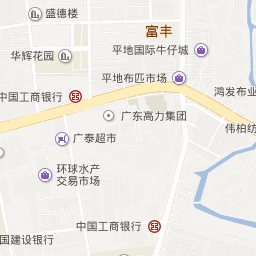 盛德楼
富丰
平地国际牛仔城
华辉花园
平地布匹市场
鸿发布业
中国工商银行
广东高力集团
伟柏纺
广泰超市
环球水产
交易市场
中国工商银行
国建设银行